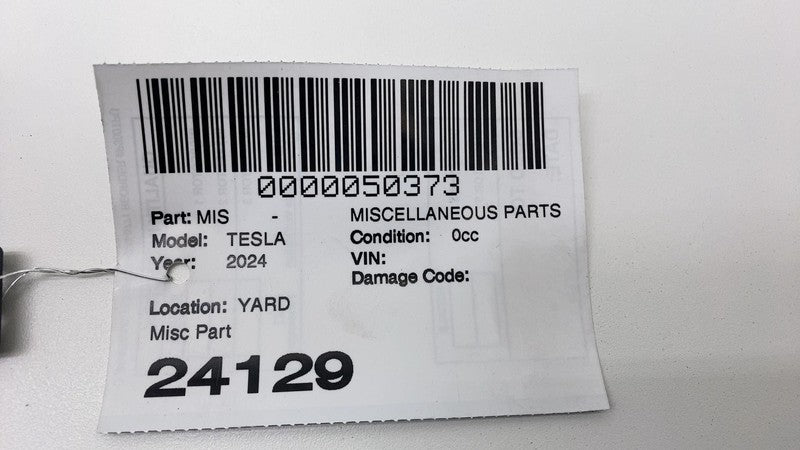 0000050373
Part: MIS - MISCELLANEOUS PARTS
Model: TESLA Condition: 0cc
Year: 2024 VIN:
Damage Code:
Location: YARD
Misc Part
24129